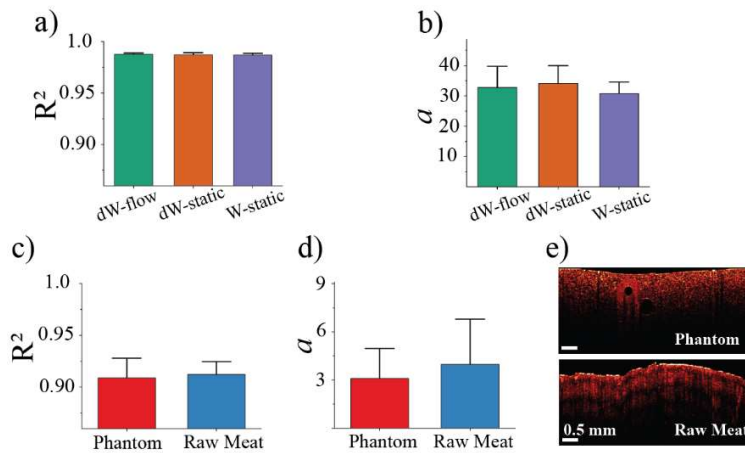 a)
1.0
0.95
0.90
R²
dW-flow
dW-static
W-static
b)
40
30
20
10
a
dW-flow
dW-static
W-static
c)
1.0
0.95
0.90
R²
Phantom
Raw Meat
d)
9
6
3
a
Phantom
Raw Meat
e)
Phantom
0.5 mm
Raw Meat